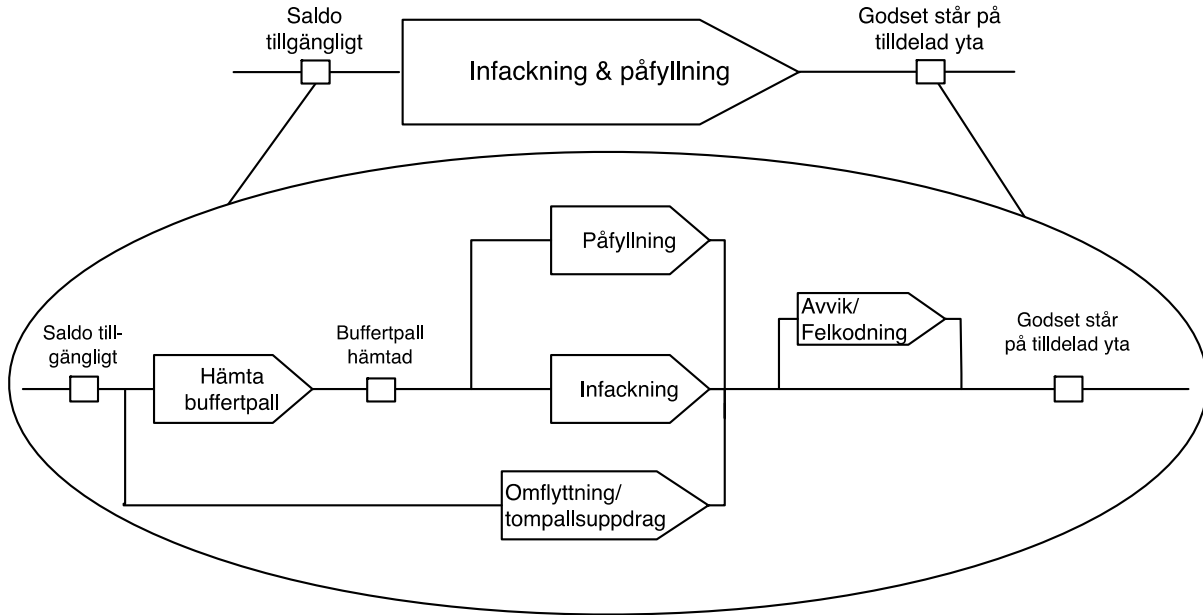 Saldo
tillgängligt
Infackning & påfyllning
Godset står på
tilldelad yta
Påfyllning
Saldo till-
gängligt
Hämta
buffertpall
Buffertpall
hämtad
Infackning
Avvik/
Felkodning
Godset står
på tilldelad yta
Omflyttning/
tompallsuppdrag